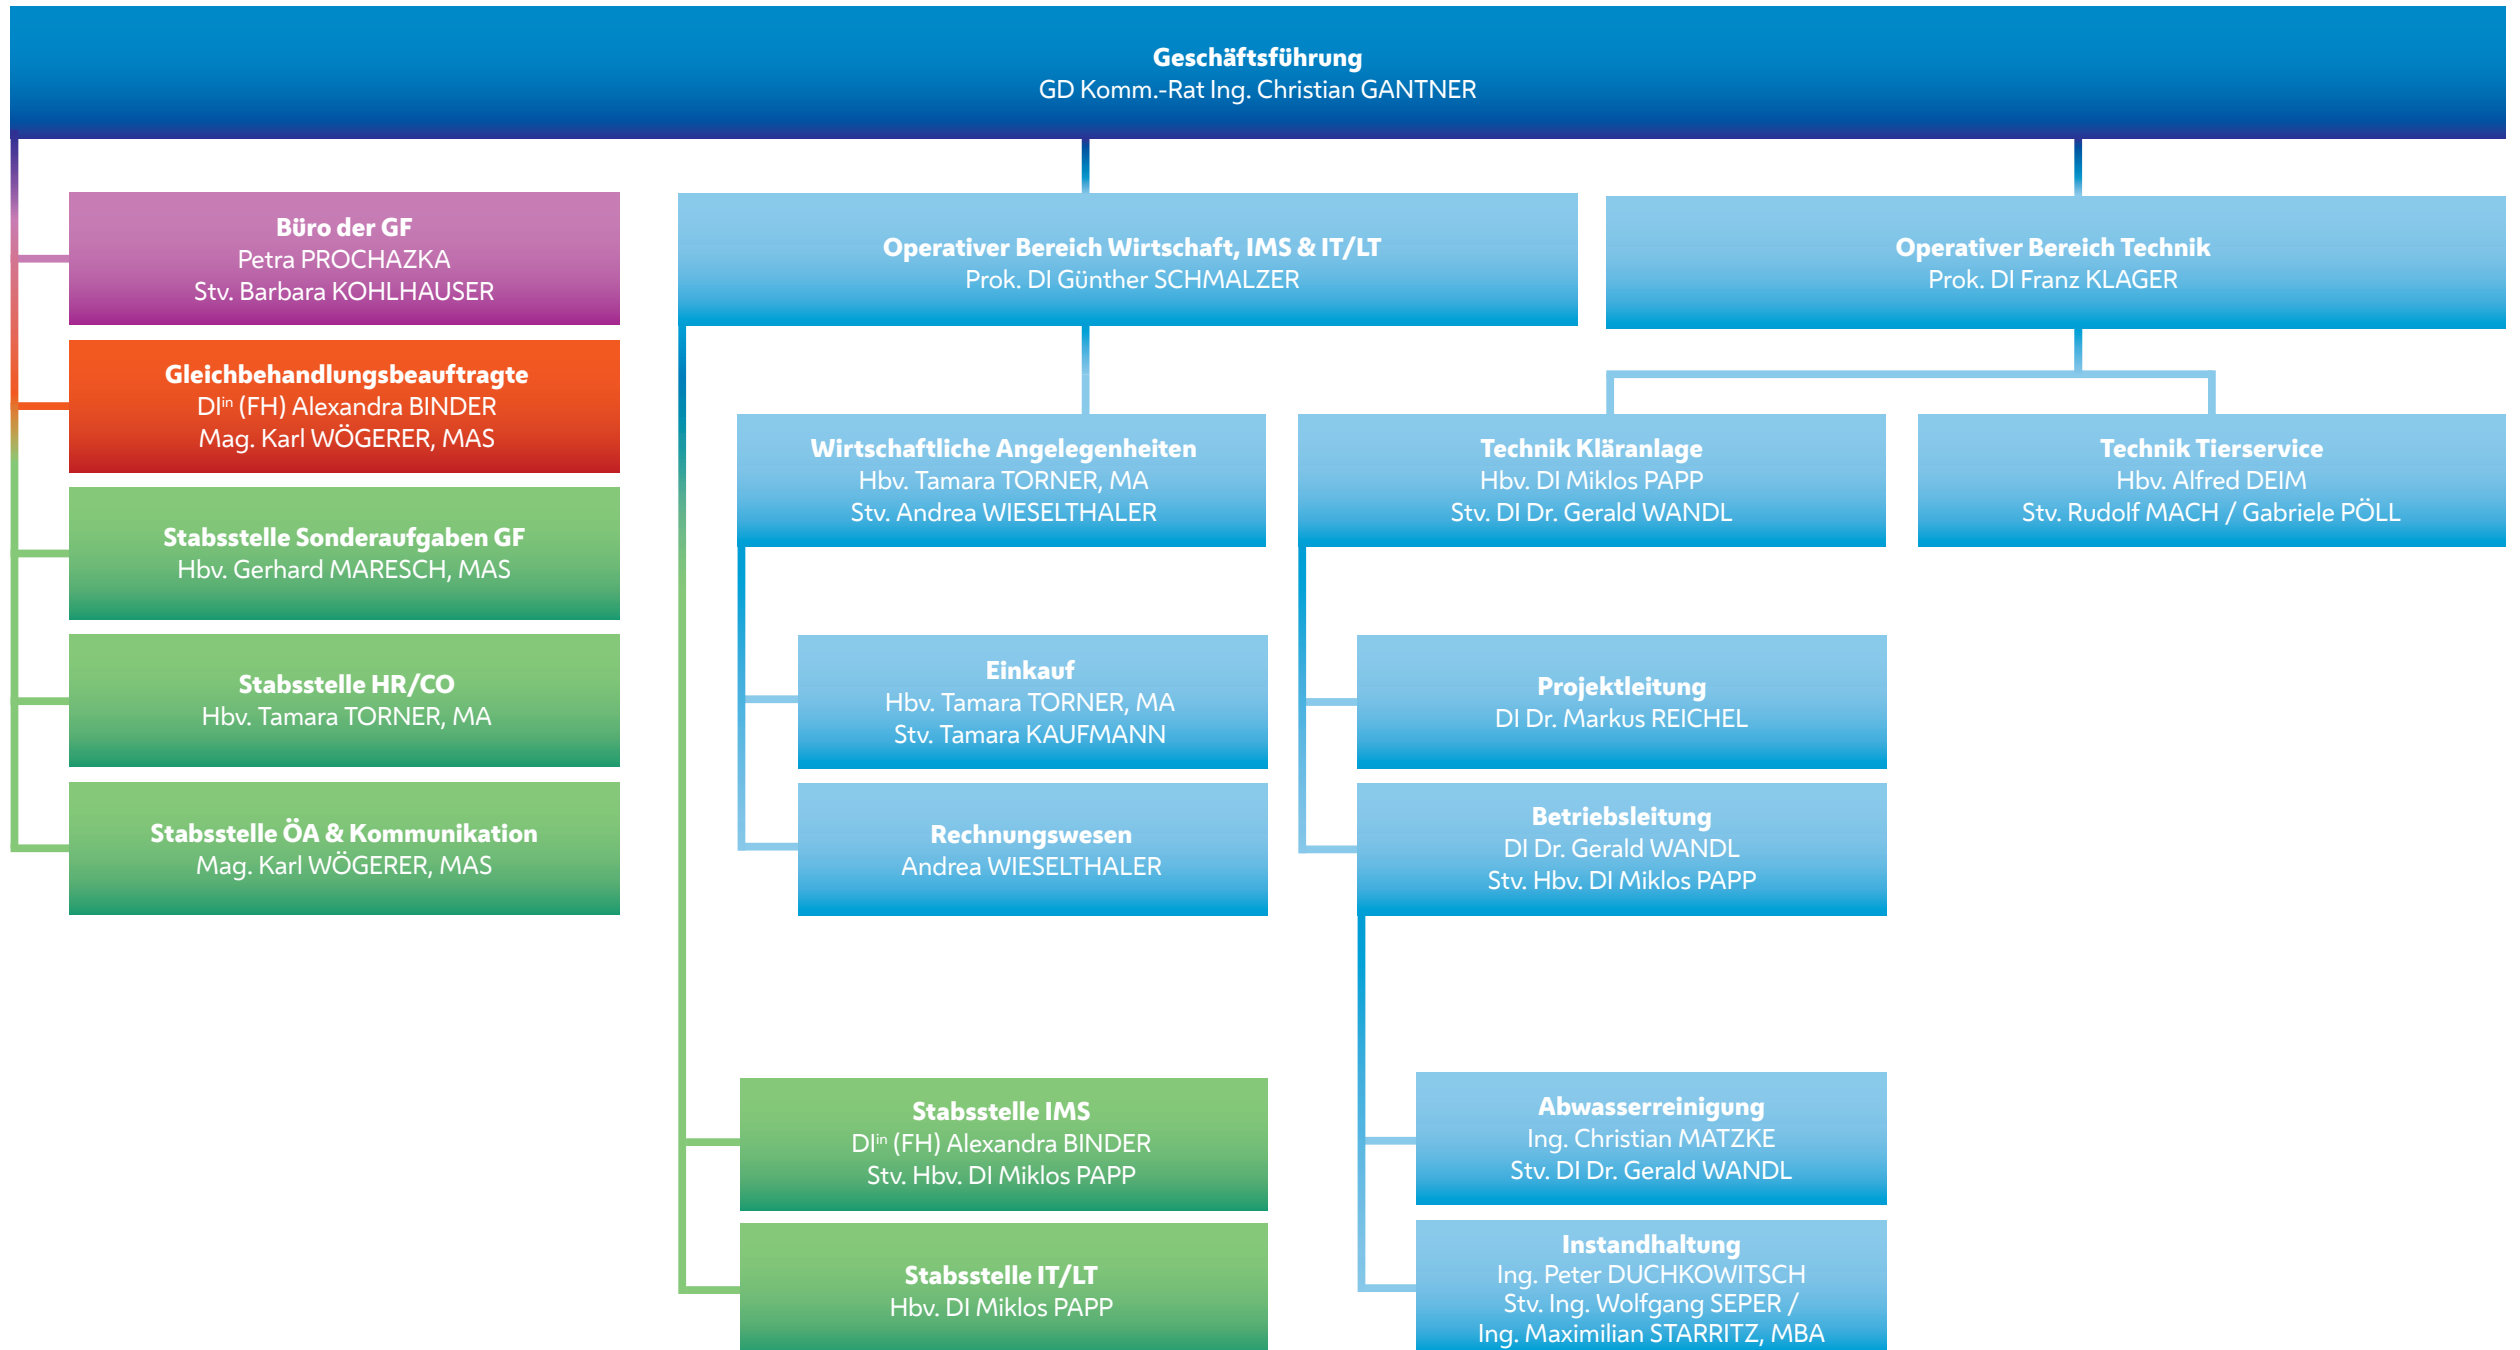 Geschäftsführung
GD Komm.-Rat Ing. Christian GANTNER
Büro der GF
Petra PROCHAZKA
Stv. Barbara KOHLHAUSER
Gleichbehandlungsbeauftragte
DIⁱⁿ (FH) Alexandra BINDER
Mag. Karl WÖGERER, MAS
Stabsstelle Sonderaufgaben GF
Hbv. Gerhard MARESCH, MAS
Stabsstelle HR/CO
Hbv. Tamara TORNER, MA
Stabsstelle ÖA & Kommunikation
Mag. Karl WÖGERER, MAS
Operativer Bereich Wirtschaft, IMS & IT/LT
Prok. DI Günther SCHMALZER
Wirtschaftliche Angelegenheiten
Hbv. Tamara TORNER, MA
Stv. Andrea WIESELTHALER
Einkauf
Hbv. Tamara TORNER, MA
Stv. Tamara KAUFMANN
Rechnungswesen
Andrea WIESELTHALER
Stabsstelle IMS
DIⁱⁿ (FH) Alexandra BINDER
Stv. Hbv. DI Miklos PAPP
Stabsstelle IT/LT
Hbv. DI Miklos PAPP
Operativer Bereich Technik
Prok. DI Franz KLAGER
Technik Kläranlage
Hbv. DI Miklos PAPP
Stv. DI Dr. Gerald WANDL
Projektleitung
DI Dr. Markus REICHEL
Betriebsleitung
DI Dr. Gerald WANDL
Stv. Hbv. DI Miklos PAPP
Abwasserreinigung
Ing. Christian MATZKE
Stv. DI Dr. Gerald WANDL
Instandhaltung
Ing. Peter DUCHKOWITSCH
Stv. Ing. Wolfgang SEPER /
Ing. Maximilian STARRITZ, MBA
Technik Tierservice
Hbv. Alfred DEIM
Stv. Rudolf MACH / Gabriele PÖLL